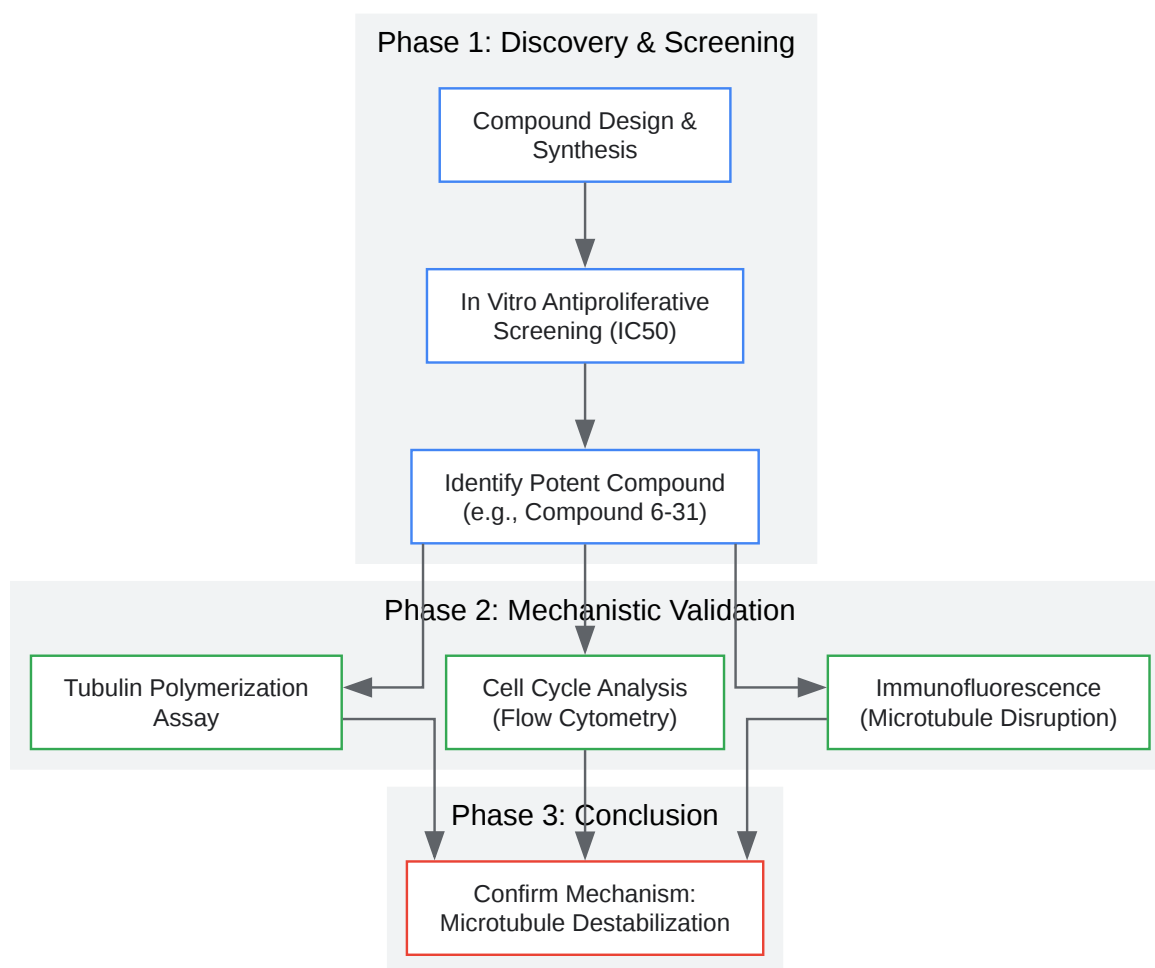 Phase 1: Discovery & Screening
Compound Design &
Synthesis
In Vitro Antiproliferative
Screening (IC50)
Identify Potent Compound
(e.g., Compound 6-31)
Phase 2: Mechanistic Validation
Tubulin Polymerization
Assay
Cell Cycle Analysis
(Flow Cytometry)
Immunofluorescence
(Microtubule Disruption)
Phase 3: Conclusion
Confirm Mechanism:
Microtubule Destabilization